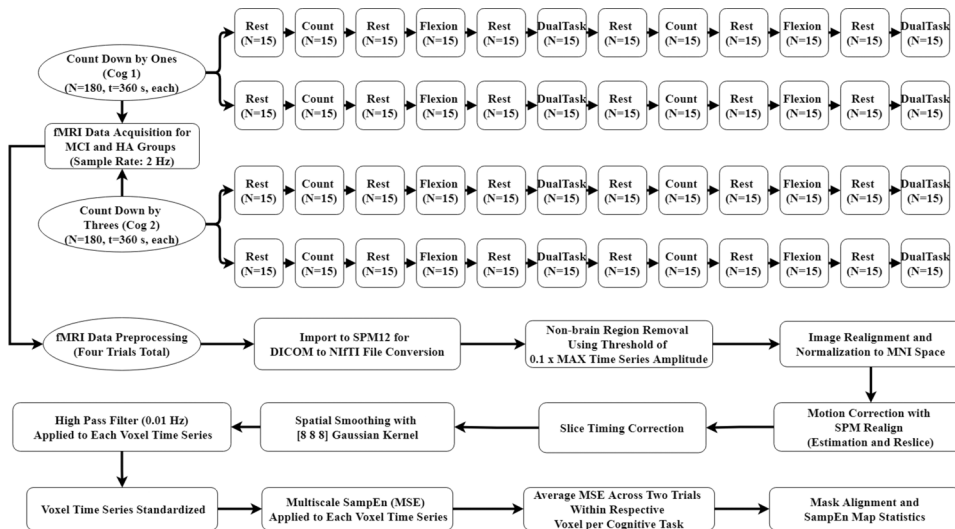 Rest Count Rest Flexion Rest DualTask Rest Count Rest Flexion Rest DualTask
(N=15) (N=15) (N=15) (N=15) (N=15) (N=15) (N=15) (N=15) (N=15) (N=15) (N=15) (N=15)
Count Down by Ones
(Cog 1)
(N=180, t=360 s, each)
Rest Count Rest Flexion Rest DualTask Rest Count Rest Flexion Rest DualTask
(N=15) (N=15) (N=15) (N=15) (N=15) (N=15) (N=15) (N=15) (N=15) (N=15) (N=15) (N=15)
fMRI Data Acquisition for
MCI and HA Groups
(Sample Rate: 2 Hz)
Rest Count Rest Flexion Rest DualTask Rest Count Rest Flexion Rest DualTask
(N=15) (N=15) (N=15) (N=15) (N=15) (N=15) (N=15) (N=15) (N=15) (N=15) (N=15) (N=15)
Count Down by
Threes (Cog 2)
(N=180, t=360 s, each)
Rest Count Rest Flexion Rest DualTask Rest Count Rest Flexion Rest DualTask
(N=15) (N=15) (N=15) (N=15) (N=15) (N=15) (N=15) (N=15) (N=15) (N=15) (N=15) (N=15)
fMRI Data Preprocessing
(Four Trials Total)
Import to SPM12 for
DICOM to NIfTI File Conversion
Non-brain Region Removal
Using Threshold of
0.1 x MAX Time Series Amplitude
Image Realignment and
Normalization to MNI Space
Motion Correction with
SPM Realign
(Estimation and Reslice)
Slice Timing Correction
Spatial Smoothing with
[8 8 8] Gaussian Kernel
High Pass Filter (0.01 Hz)
Applied to Each Voxel Time Series
Voxel Time Series Standardized
Multiscale SampEn (MSE)
Applied to Each Voxel Time Series
Average MSE Across Two Trials
Within Respective
Voxel per Cognitive Task
Mask Alignment and
SampEn Map Statistics